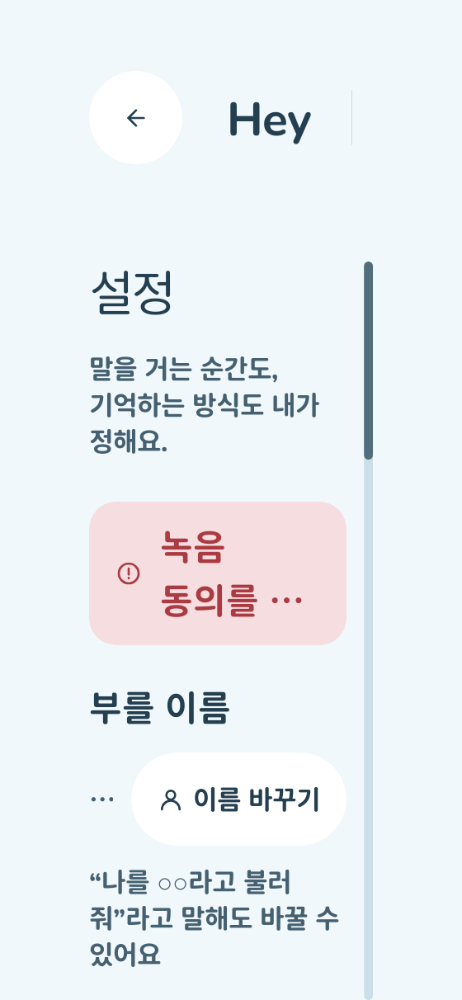 Hey
설정
말을 거는 순간도,
기억하는 방식도 내가
정해요.
녹음
동의를 …
부를 이름
… 이름 바꾸기
“나를 ○○라고 불러
줘”라고 말해도 바꿀 수
있어요